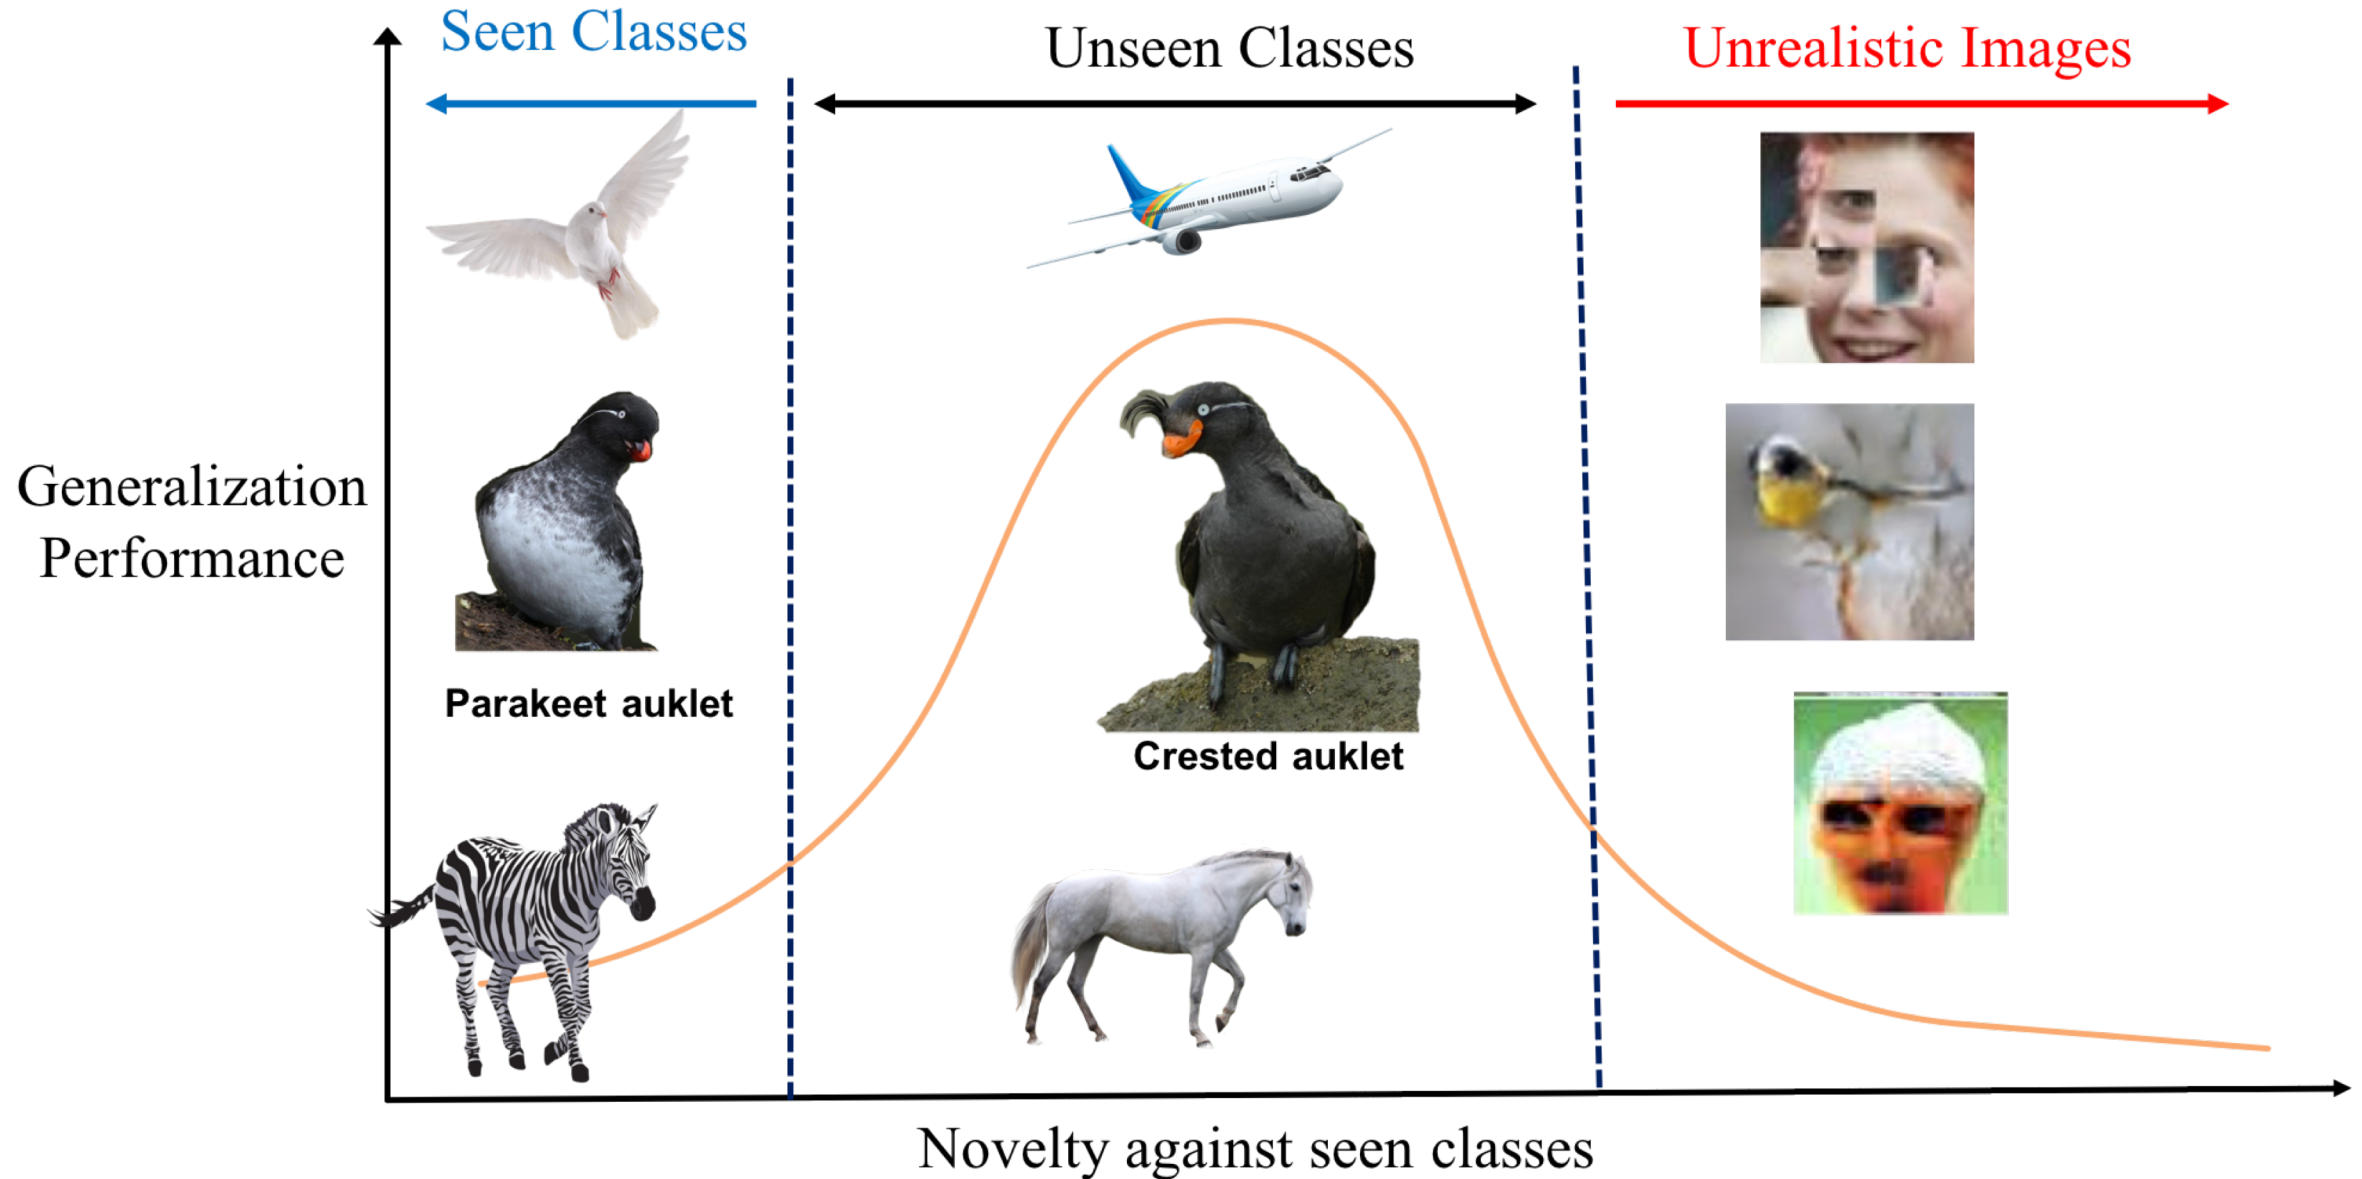 Seen Classes
Unseen Classes
Unrealistic Images
Generalization
Performance
Parakeet auklet
Crested auklet
Novelty against seen classes